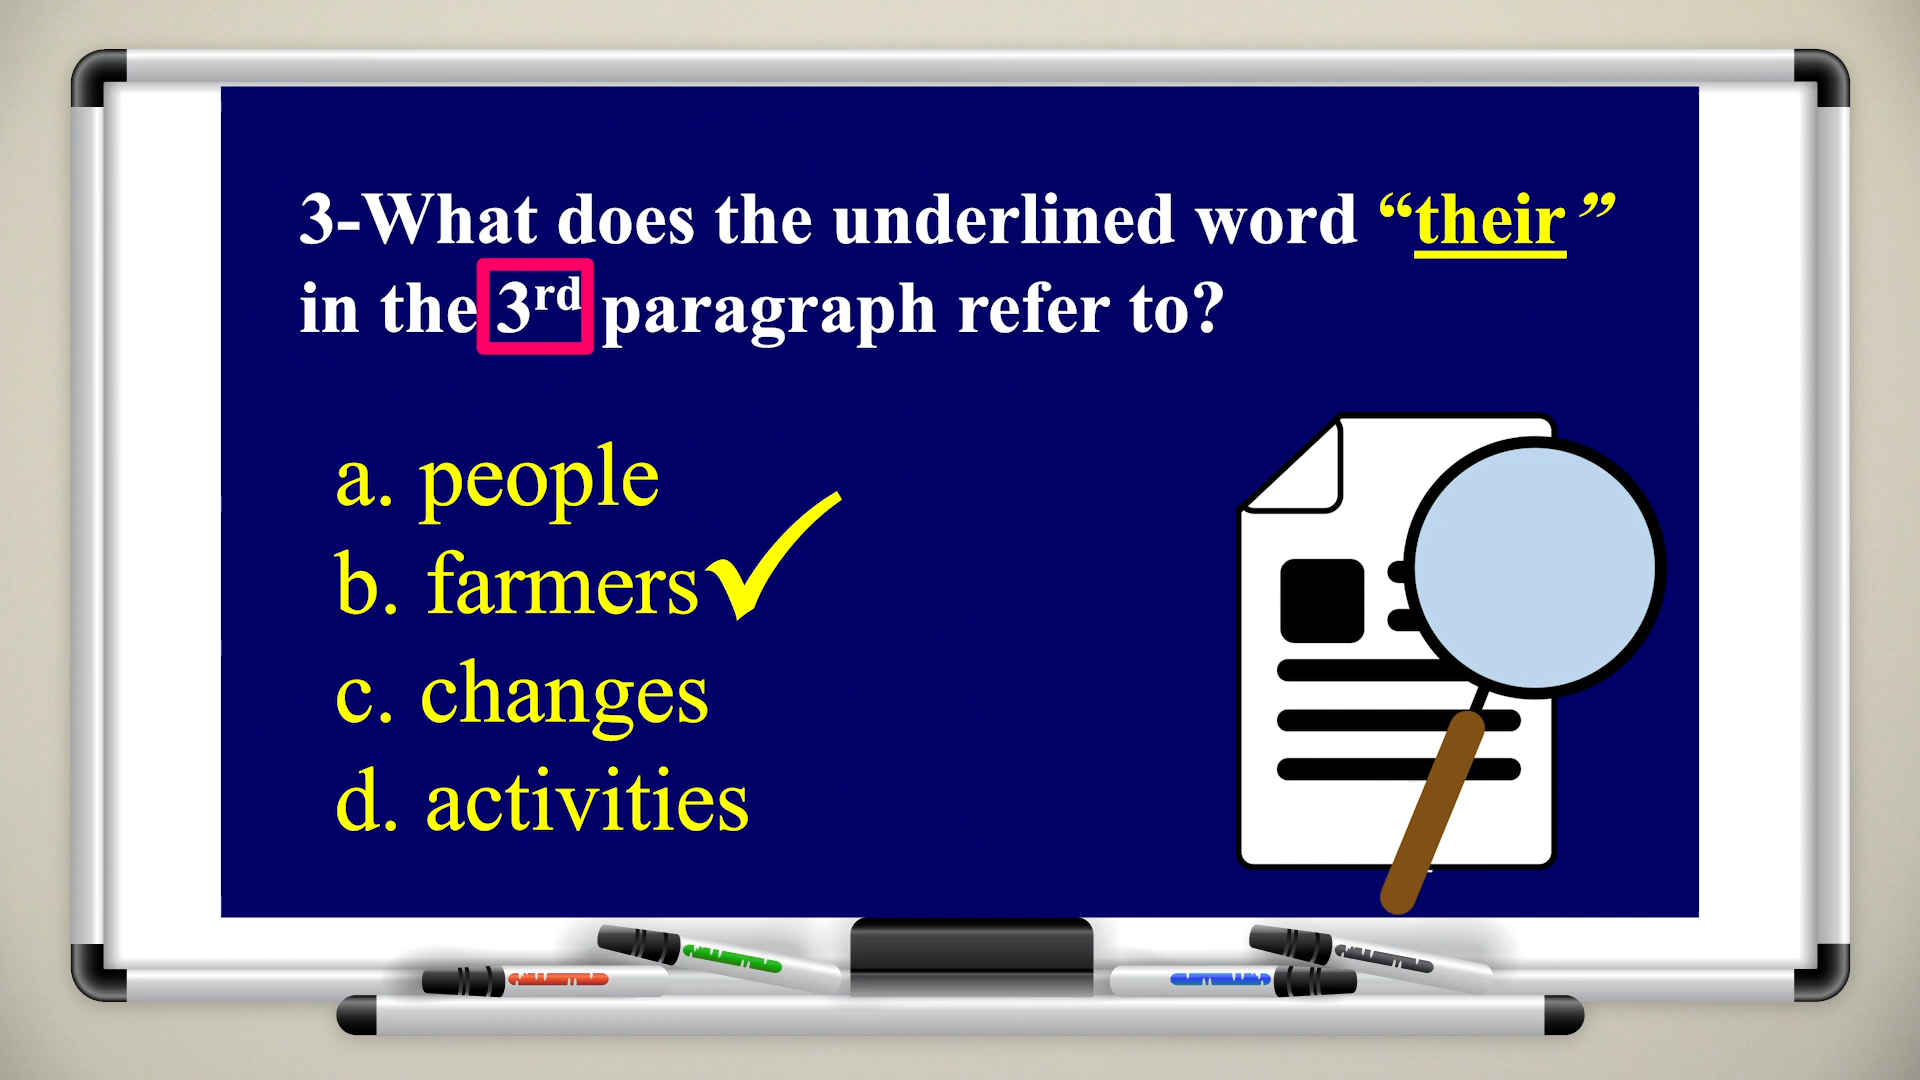 3-What does the underlined word “their ”
in the 3rd paragraph refer to?
a. people
b. farmers
c. changes
d. activities